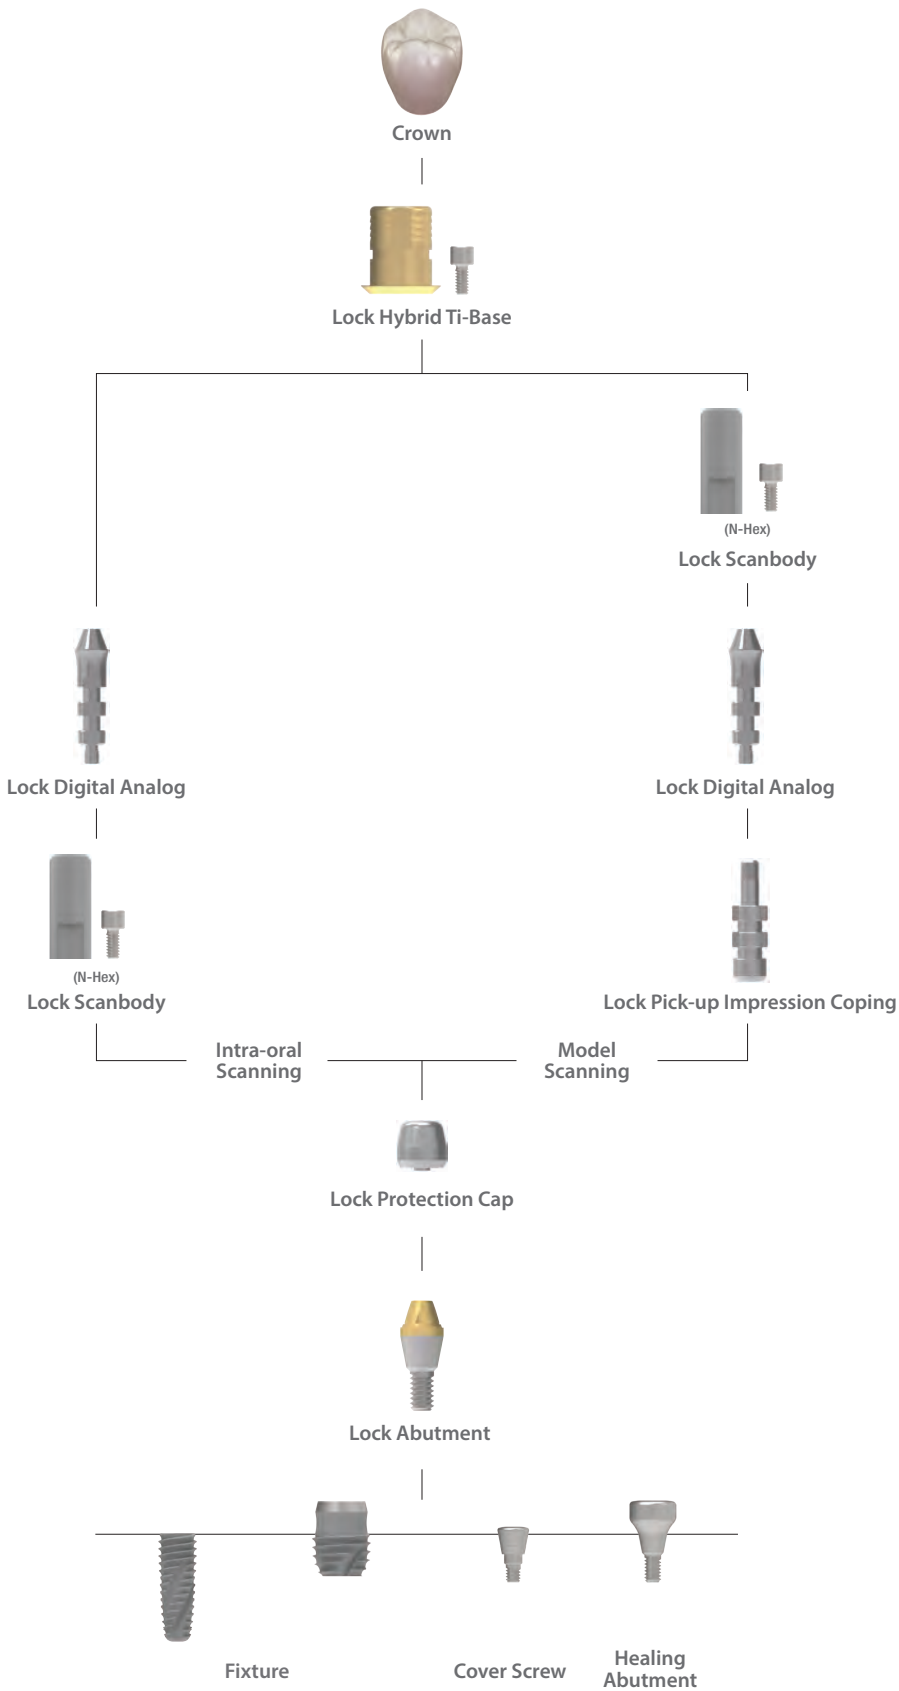 Crown
Lock Hybrid Ti-Base
(N-Hex)
Lock Scanbody
Lock Digital Analog
Lock Digital Analog
(N-Hex)
Lock Scanbody
Lock Pick-up Impression Coping
Intra-oral
Scanning
Model
Scanning
Lock Protection Cap
Lock Abutment
Fixture
Cover Screw
Healing
Abutment